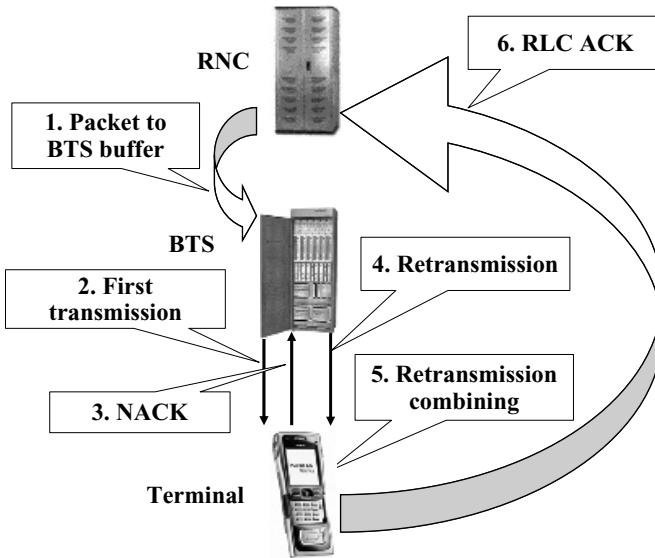 6. RLC ACK
RNC
1. Packet to
BTS buffer
BTS
2. First
transmission
4. Retransmission
3. NACK
5. Retransmission
combining
Terminal